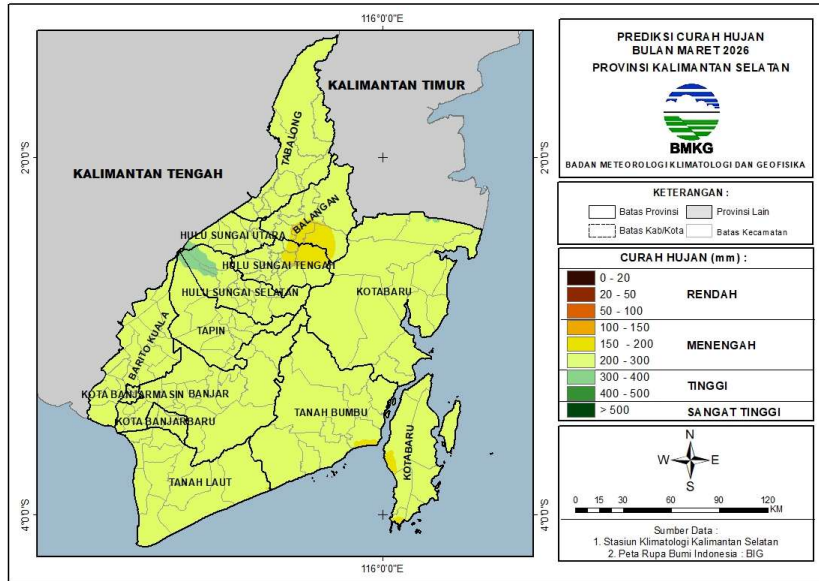 116°0'0"E
KALIMANTAN TIMUR
TABALONG
2°0'0"S
2°0'0"S
KALIMANTAN TENGAH
BALANGAN
HULU SUNGAI UTARA
HULU SUNGAI TENGAH
HULU SUNGAI SELATAN
KOTABARU
TAPIN
BARITO KUALA
KOTA BANJARMASIN
BANJAR
TANAH BUMBU
KOTA BANJARBARU
KOTABARU
TANAH LAUT
4°0'0"S
4°0'0"S
116°0'0"E
PREDIKSI CURAH HUJAN
BULAN MARET 2026
PROVINSI KALIMANTAN SELATAN
BMKG
BADAN METEOROLOGI KLIMATOLOGI DAN GEOFISIKA
KETERANGAN :
Batas Provinsi
Provinsi Lain
Batas Kab/Kota
Batas Kecamatan
CURAH HUJAN (mm) :
0 - 20
20 - 50
RENDAH
50 - 100
100 - 150
150 - 200
MENENGAH
200 - 300
300 - 400
TINGGI
400 - 500
> 500
SANGAT TINGGI
N
W
E
S
0 15 30 60 90 120
KM
Sumber Data :
1. Stasiun Klimatologi Kalimantan Selatan
2. Peta Rupa Bumi Indonesia : BIG